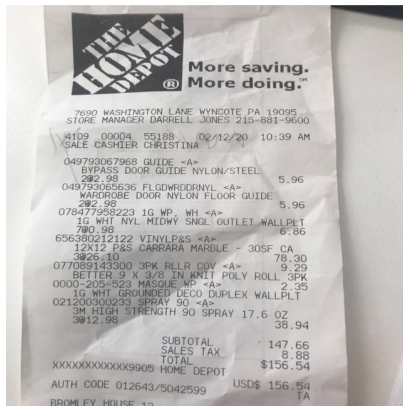 THE
HOME
DEPOT
®
More saving.
More doing.℠
7690 WASHINGTON LANE WYNCOTE PA 19095
STORE MANAGER DARRELL JONES 215-881-9600
4109 00004 55188 02/12/20 10:39 AM
SALE CASHIER CHRISTINA
049793067968 GUIDE <A>
BYPASS DOOR GUIDE NYLON/STEEL
2@2.98 5.96
049793065636 FLGDWRDDRNYL <A>
WARDROBE DOOR NYLON FLOOR GUIDE
2@2.98 5.96
078477958223 1G WP, WH <A>
1G WHT NYL MIDWY SNGL OUTLET WALLPLT
7@0.98 6.86
656380212122 VINYLP&S <A>
12X12 P&S CARRARA MARBLE - 30SF CA
3@26.10 78.30
077089143300 3PK RLLR COV <A> 9.29
BETTER 9 X 3/8 IN KNIT POLY ROLL 3PK
0000-205-523 MASQUE WP <A> 2.35
1G WHT GROUNDED DECO DUPLEX WALLPLT
021200300233 SPRAY 90 <A>
3M HIGH STRENGTH 90 SPRAY 17.6 OZ
3@12.98 38.94
SUBTOTAL 147.66
SALES TAX 8.88
TOTAL $156.54
XXXXXXXXXXXX9905 HOME DEPOT
USD$ 156.54
AUTH CODE 012643/5042599 TA
BROMLEY HOUSE 12